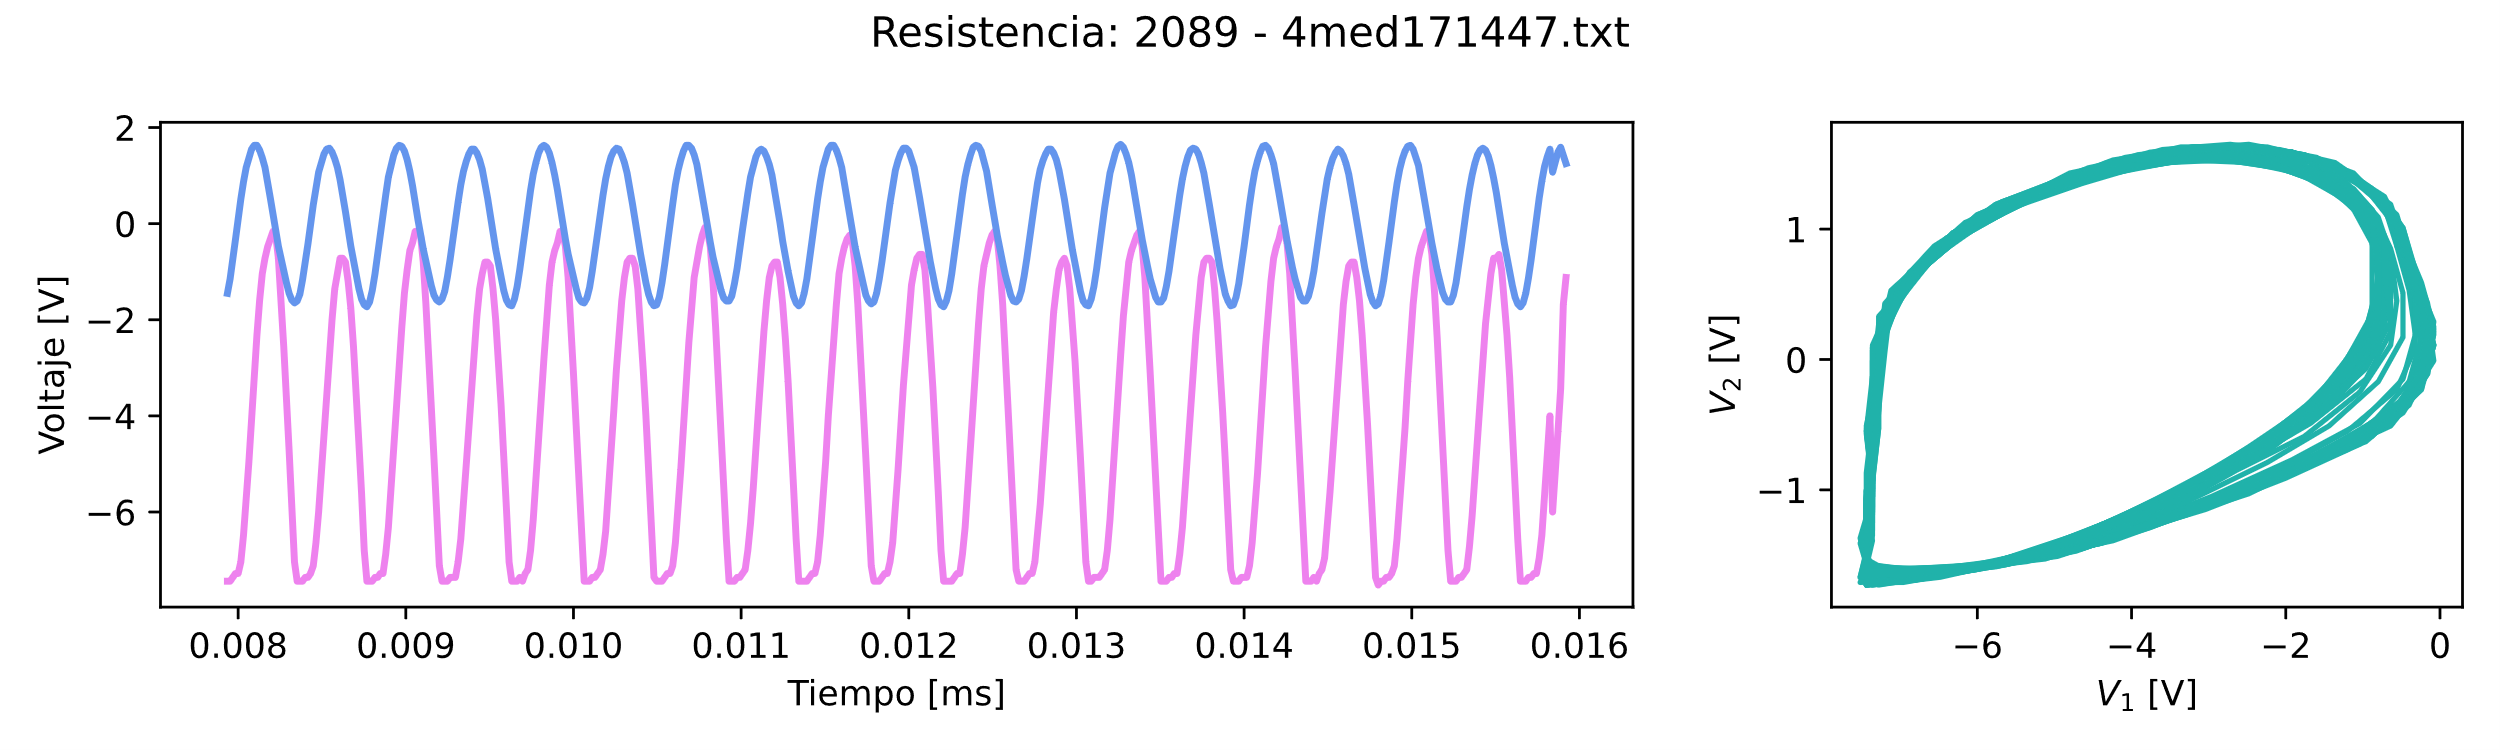 Resistencia: 2089 - 4med171447.txt
Voltaje [V]
2
0
−2
−4
−6
0.008 0.009 0.010 0.011 0.012 0.013 0.014 0.015 0.016
Tiempo [ms]
V₂ [V]
1
0
−1
−6 −4 −2 0
V₁ [V]